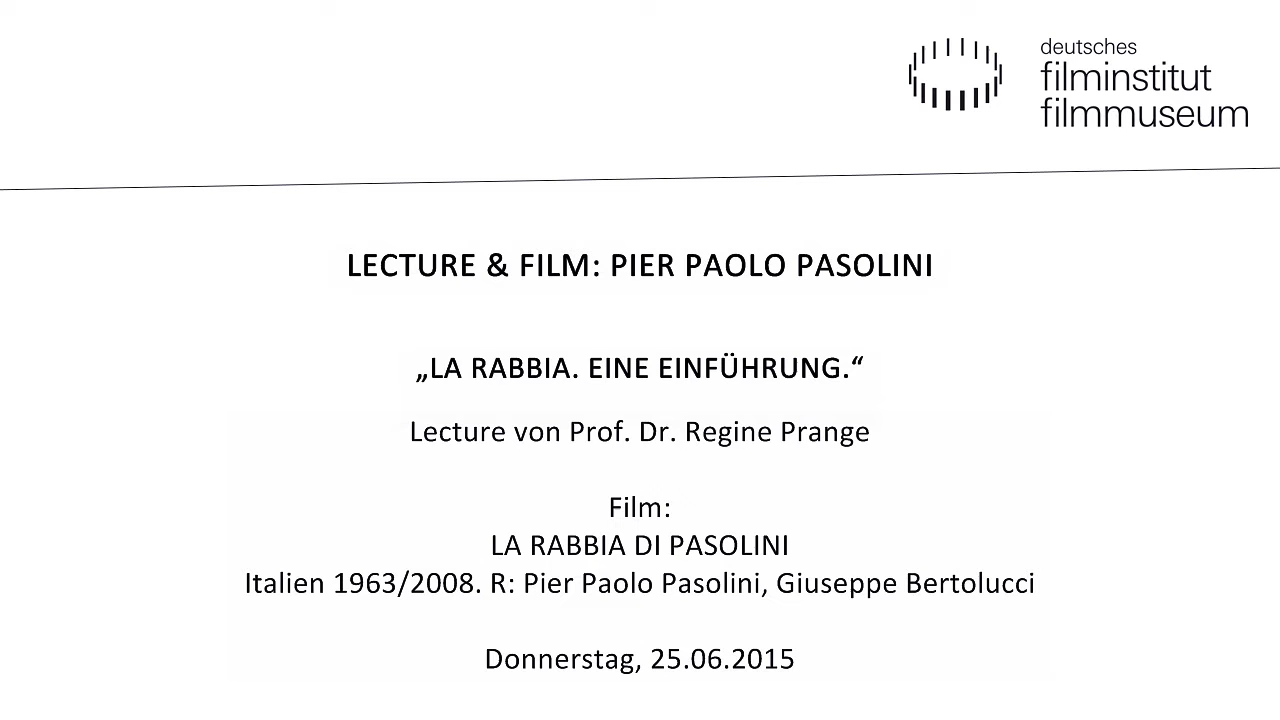 deutsches
filminstitut
filmmuseum
LECTURE & FILM: PIER PAOLO PASOLINI
„LA RABBIA. EINE EINFÜHRUNG.“
Lecture von Prof. Dr. Regine Prange
Film:
LA RABBIA DI PASOLINI
Italien 1963/2008. R: Pier Paolo Pasolini, Giuseppe Bertolucci
Donnerstag, 25.06.2015